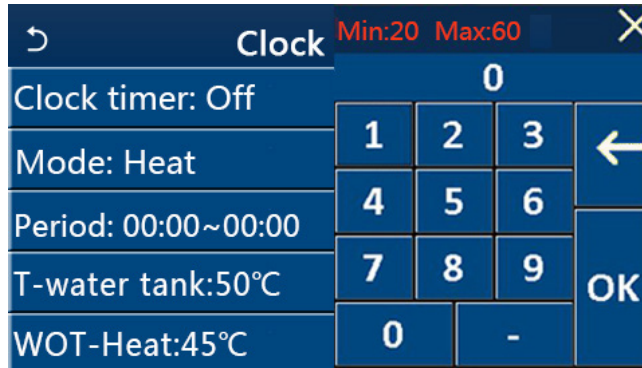 Clock
Clock timer: Off
Mode: Heat
Period: 00:00~00:00
T-water tank:50℃
WOT-Heat:45℃
Min:20 Max:60
0
1 2 3
4 5 6
7 8 9
OK
0 -